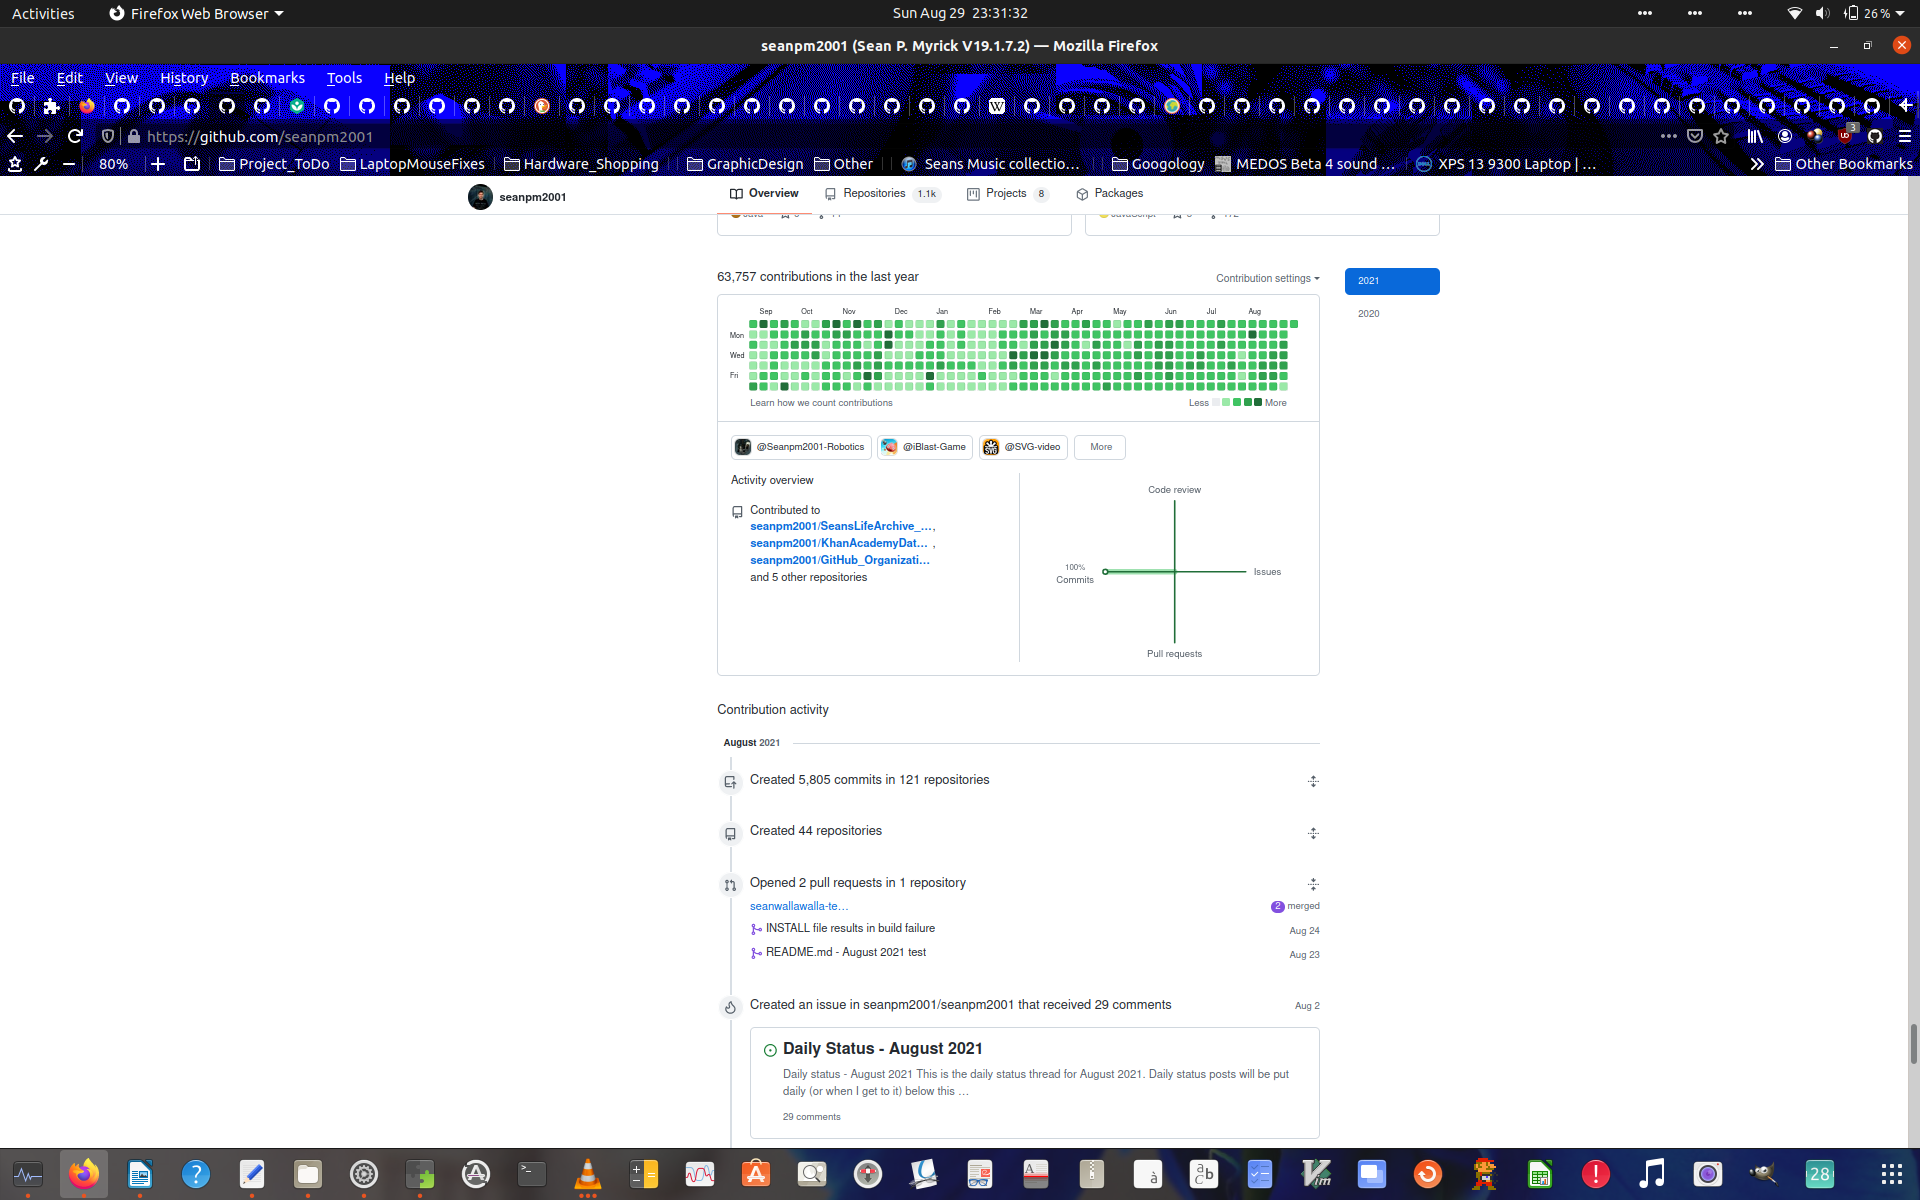 Activities Firefox Web Browser Sun Aug 29 23:31:32 26%
seanpm2001 (Sean P. Myrick V19.1.7.2) — Mozilla Firefox
File Edit View History Bookmarks Tools Help
https://github.com/seanpm2001 3
80% Project_ToDo LaptopMouseFixes Hardware_Shopping GraphicDesign Other Seans Music collectio… Googology MEDOS Beta 4 sound … XPS 13 9300 Laptop | … Other Bookmarks
seanpm2001 Overview Repositories 1.1k Projects 8 Packages
63,757 contributions in the last year Contribution settings 2021
2020
Sep Oct Nov Dec Jan Feb Mar Apr May Jun Jul Aug
Mon
Wed
Fri
Learn how we count contributions Less More
@Seanpm2001-Robotics @iBlast-Game @SVG-video More
Activity overview
Contributed to
seanpm2001/SeansLifeArchive_…,
seanpm2001/KhanAcademyDat… ,
seanpm2001/GitHub_Organizati…
and 5 other repositories
Code review
100%
Commits
Issues
Pull requests
Contribution activity
August 2021
Created 5,805 commits in 121 repositories
Created 44 repositories
Opened 2 pull requests in 1 repository
seanwallawalla-te… 2 merged
INSTALL file results in build failure Aug 24
README.md - August 2021 test Aug 23
Created an issue in seanpm2001/seanpm2001 that received 29 comments Aug 2
Daily Status - August 2021
Daily status - August 2021 This is the daily status thread for August 2021. Daily status posts will be put
daily (or when I get to it) below this …
29 comments
28